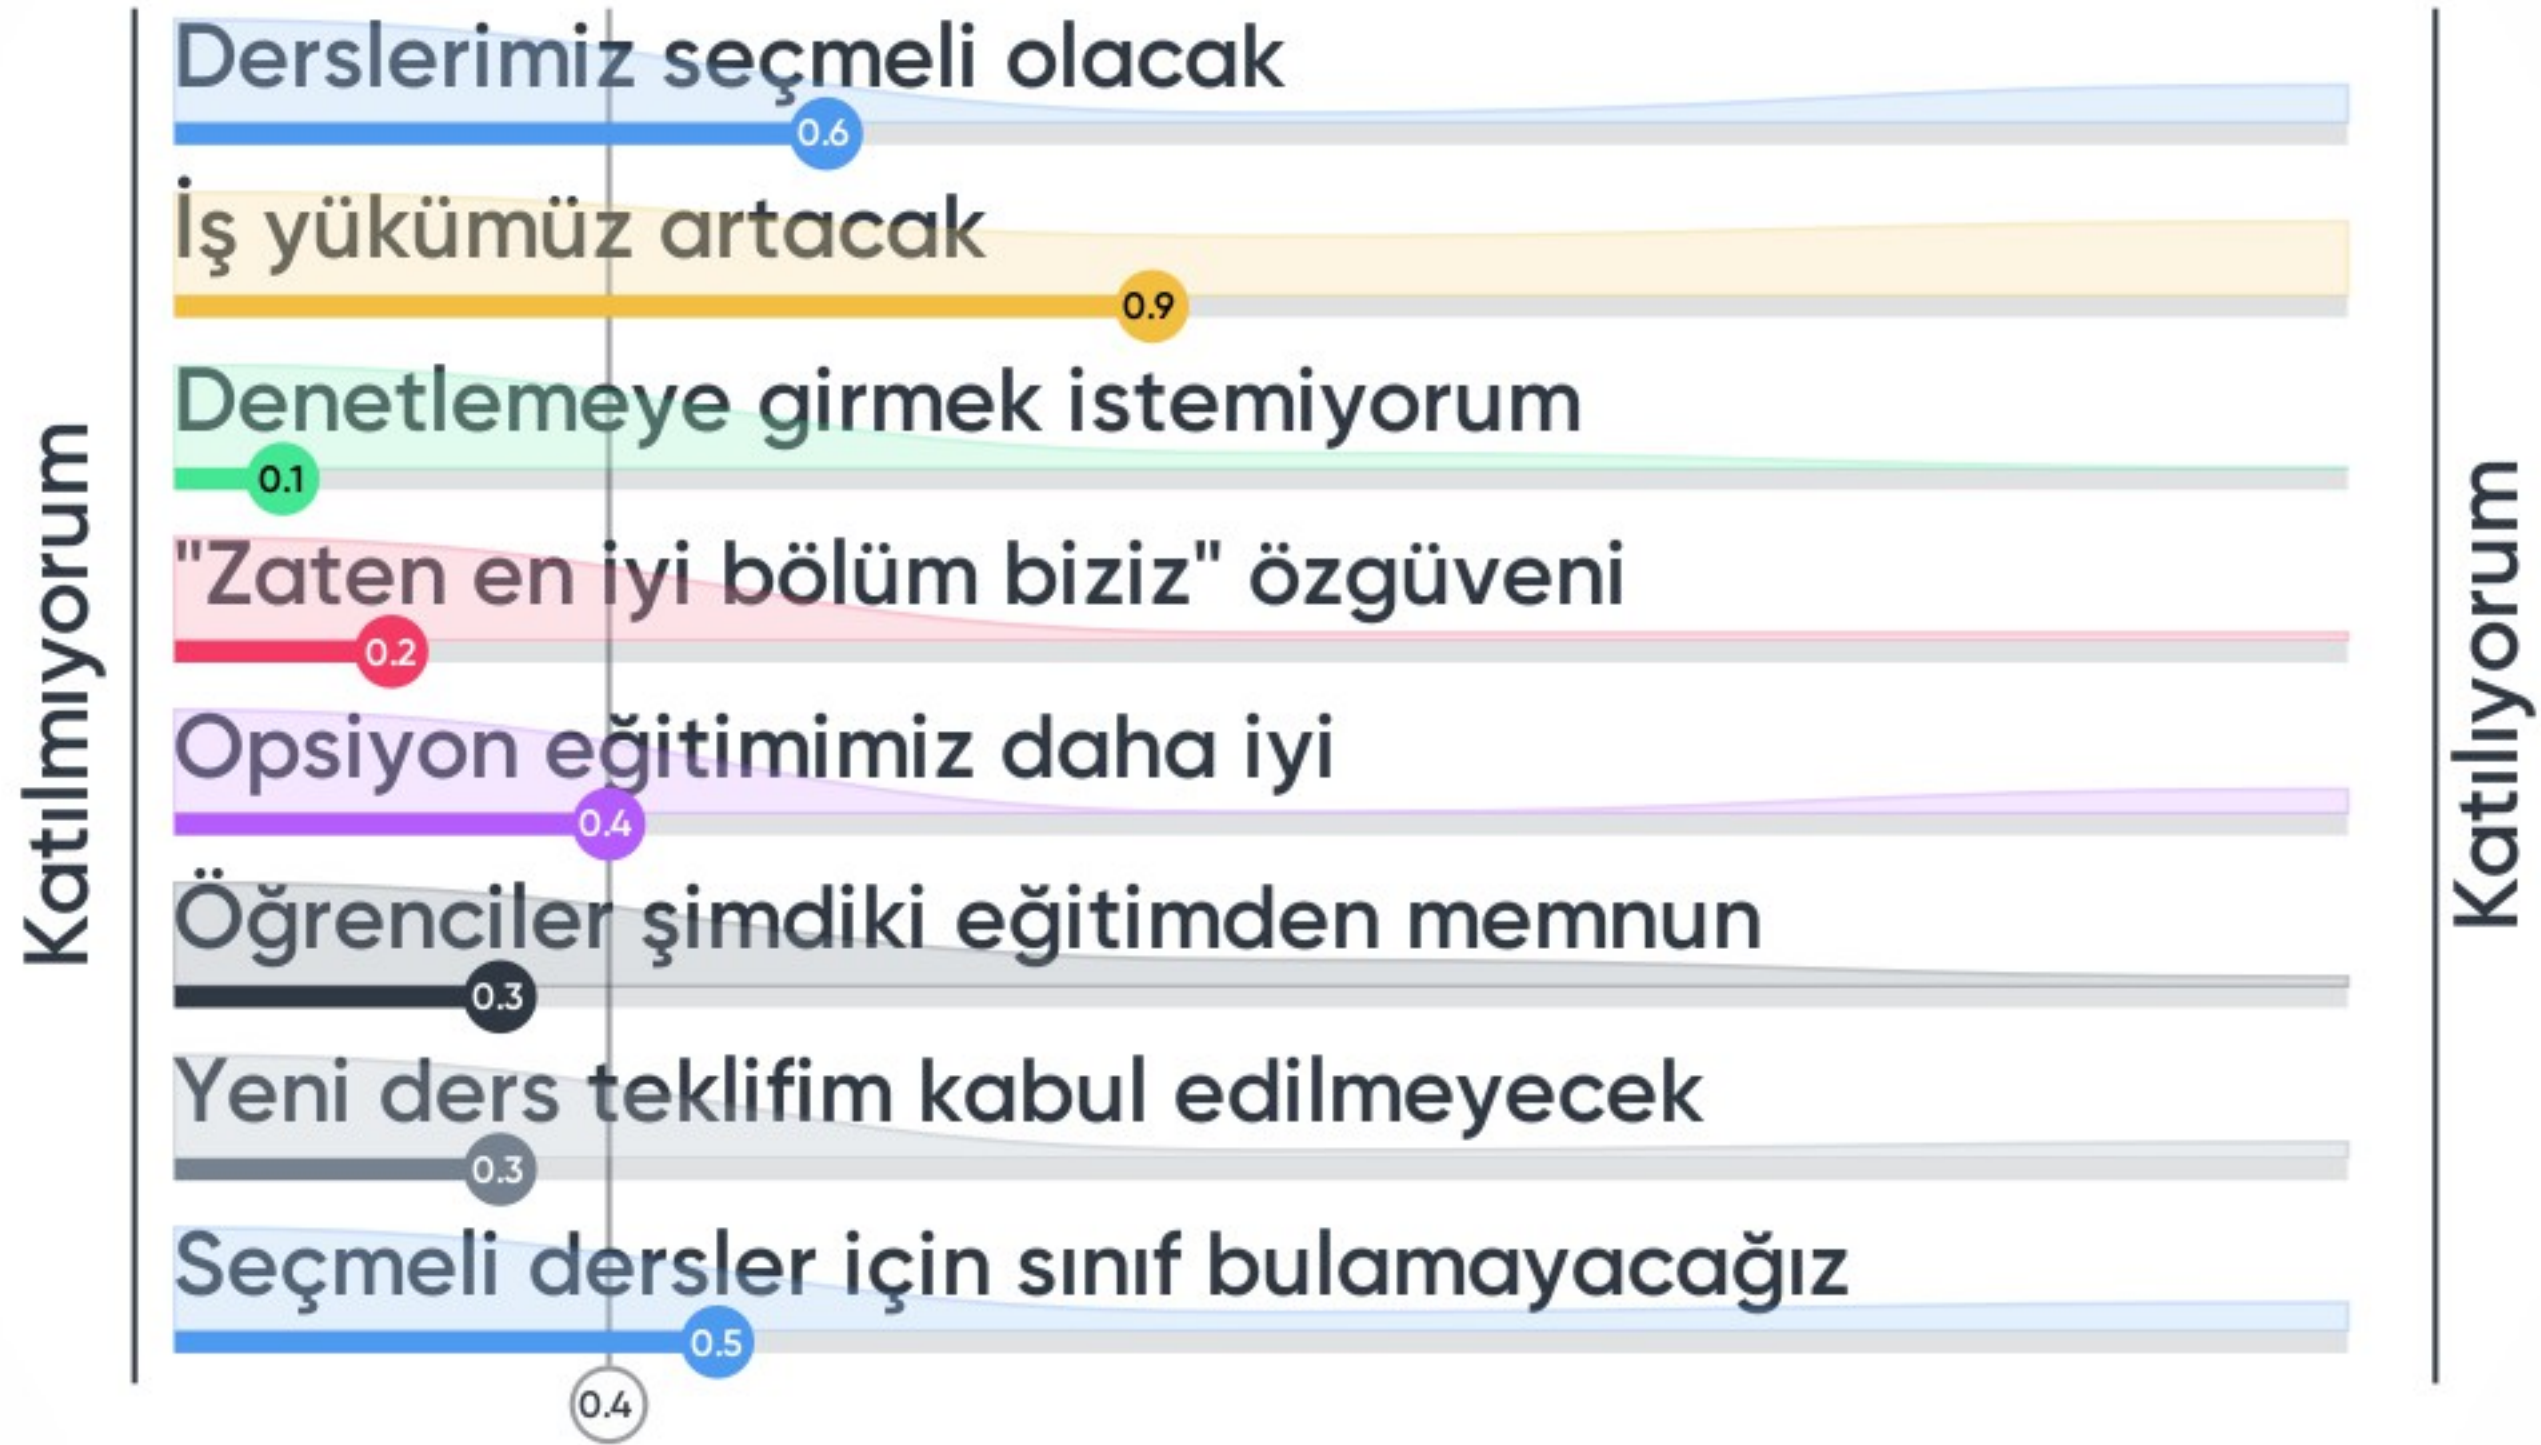 Katılmıyorum
Derslerimiz seçmeli olacak
0.6
İş yükümüz artacak
0.9
Denetlemeye girmek istemiyorum
0.1
"Zaten en iyi bölüm biziz" özgüveni
0.2
Opsiyon eğitimimiz daha iyi
0.4
Öğrenciler şimdiki eğitimden memnun
0.3
Yeni ders teklifim kabul edilmeyecek
0.3
Seçmeli dersler için sınıf bulamayacağız
0.5
0.4
Katılıyorum